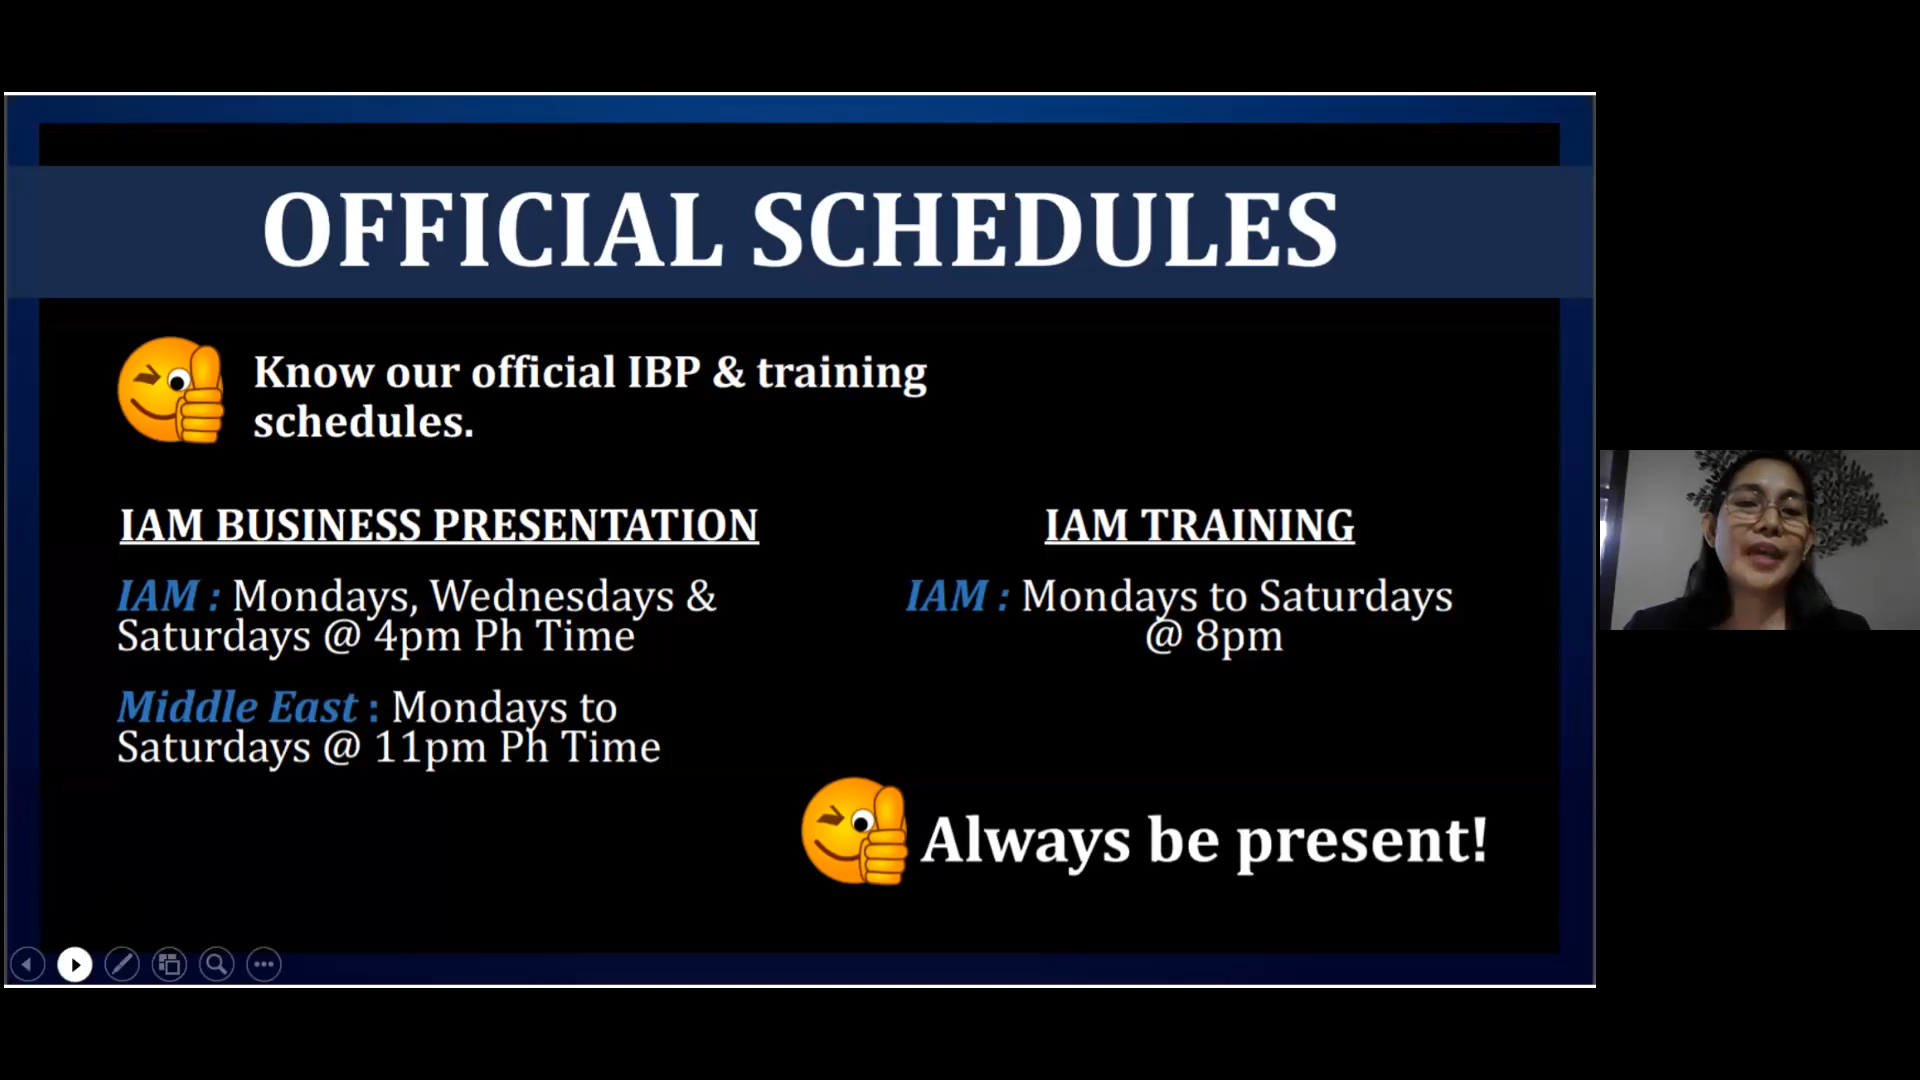 OFFICIAL SCHEDULES
Know our official IBP & training
schedules.
IAM BUSINESS PRESENTATION
IAM : Mondays, Wednesdays &
Saturdays @ 4pm Ph Time
Middle East : Mondays to
Saturdays @ 11pm Ph Time
IAM TRAINING
IAM : Mondays to Saturdays
@ 8pm
Always be present!